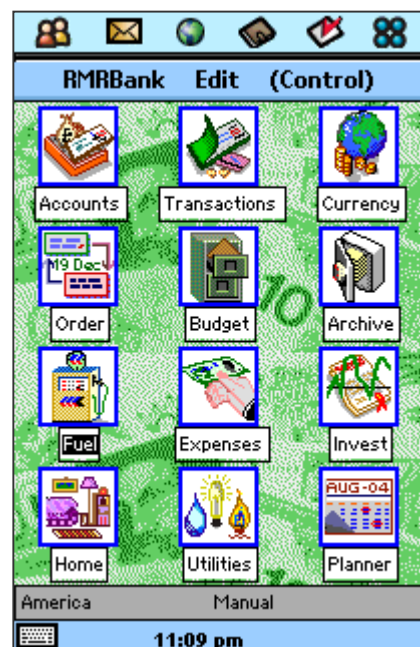 RMRBank Edit (Control)
Accounts Transactions Currency
19 Dec
10
Order Budget Archive
Fuel Expenses Invest
AUG-04
Home Utilities Planner
America Manual
11:09 pm